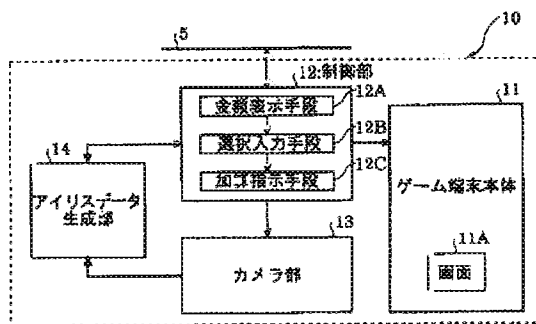 5
10
12:制御部
12A
金額表示手段
12B
選択入力手段
12C
加算指示手段
11
ゲーム端末本体
11A
画面
14
アイリスデータ
生成部
13
カメラ部